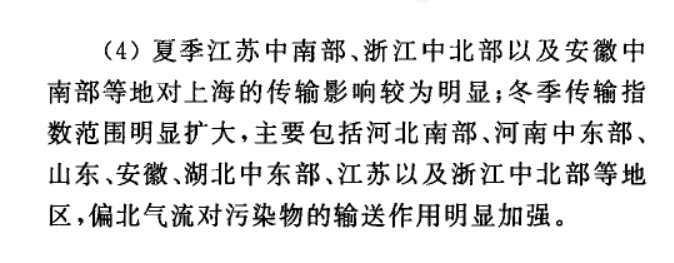 (4) 夏季江苏中南部、浙江中北部以及安徽中
南部等地对上海的传输影响较为明显;冬季传输指
数范围明显扩大,主要包括河北南部、河南中东部、
山东、安徽、湖北中东部、江苏以及浙江中北部等地
区,偏北气流对污染物的输送作用明显加强。